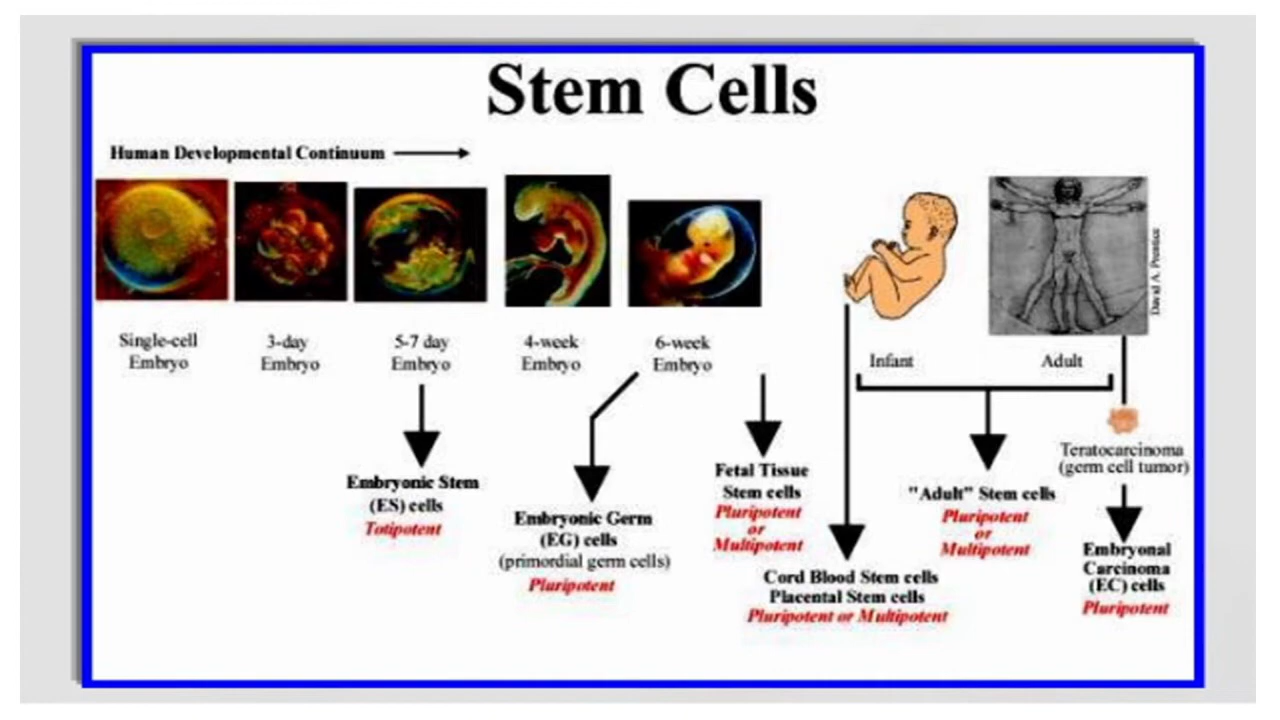 Stem Cells
Human Developmental Continuum
Single-cell
Embryo
3-day
Embryo
5-7 day
Embryo
4-week
Embryo
6-week
Embryo
Infant
Adult
David A. Prentice
Embryonic Stem
(ES) cells
Totipotent
Embryonic Germ
(EG) cells
(primordial germ cells)
Pluripotent
Fetal Tissue
Stem cells
Pluripotent
or
Multipotent
Cord Blood Stem cells
Placental Stem cells
Pluripotent or Multipotent
"Adult" Stem cells
Pluripotent
or
Multipotent
Teratocarcinoma
(germ cell tumor)
Embryonal
Carcinoma
(EC) cells
Pluripotent